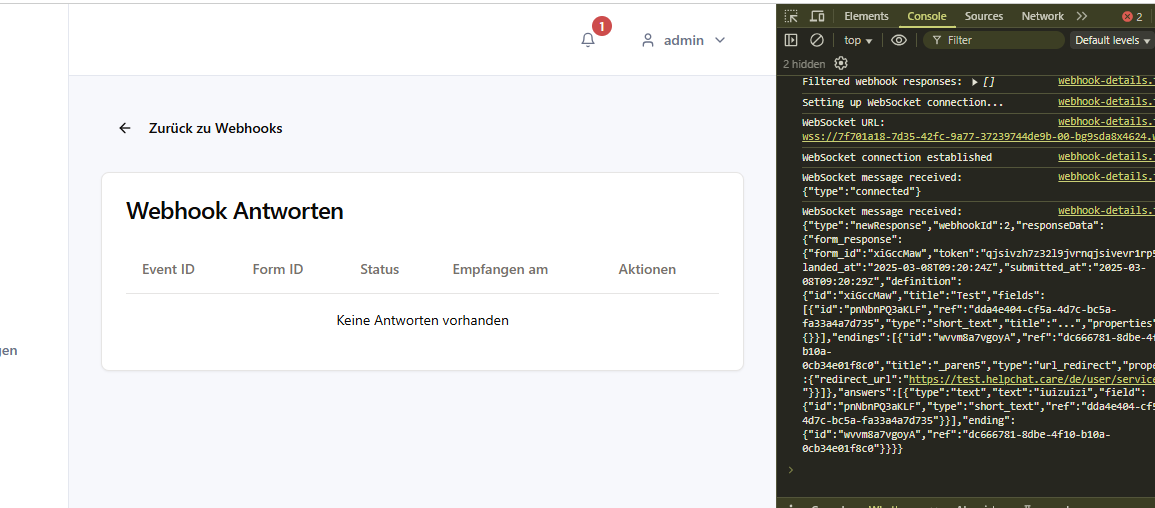 1
admin
gen
Zurück zu Webhooks
Webhook Antworten
Event ID Form ID Status Empfangen am Aktionen
Keine Antworten vorhanden
Elements Console Sources Network 2
top Filter Default levels
2 hidden
Filtered webhook responses: ▶ [] webhook-details.
Setting up WebSocket connection... webhook-details.
WebSocket URL: webhook-details.
wss://7f701a18-7d35-42fc-9a77-37239744de9b-00-bg9sda8x4624.
WebSocket connection established webhook-details.
WebSocket message received: webhook-details.
{"type":"connected"}
WebSocket message received: webhook-details.
{"type":"newResponse","webhookId":2,"responseData
{"form_response":
{"form_id":"xiGccMaw","token":"qjsivzh7z32l9jvrnqjsivevr1rp
landed_at":"2025-03-08T09:20:24Z","submitted_at":"2025-03-
08T09:20:29Z","definition":
{"id":"xiGccMaw","title":"Test","fields":
[{"id":"pnNbnPQ3aKLF","ref":"dda4e404-cf5a-4d7c-bc5a-
fa33a4a7d735","type":"short_text","title":"...","properties"
{}}],"endings":[{"id":"wvvm8a7vgoyA","ref":"dc666781-8dbe-4f
b10a-
0cb34e01f8c0","title":"_paren5","type":"url_redirect","prope
:{"redirect_url":"https://test.helpchat.care/de/user/service
"}}]},"answers":[{"type":"text","text":"iuizuizi","field":
{"id":"pnNbnPQ3aKLF","type":"short_text","ref":"dda4e404-cf5
4d7c-bc5a-fa33a4a7d735"}}],"ending":
{"id":"wvvm8a7vgoyA","ref":"dc666781-8dbe-4f10-b10a-
0cb34e01f8c0"}}}}